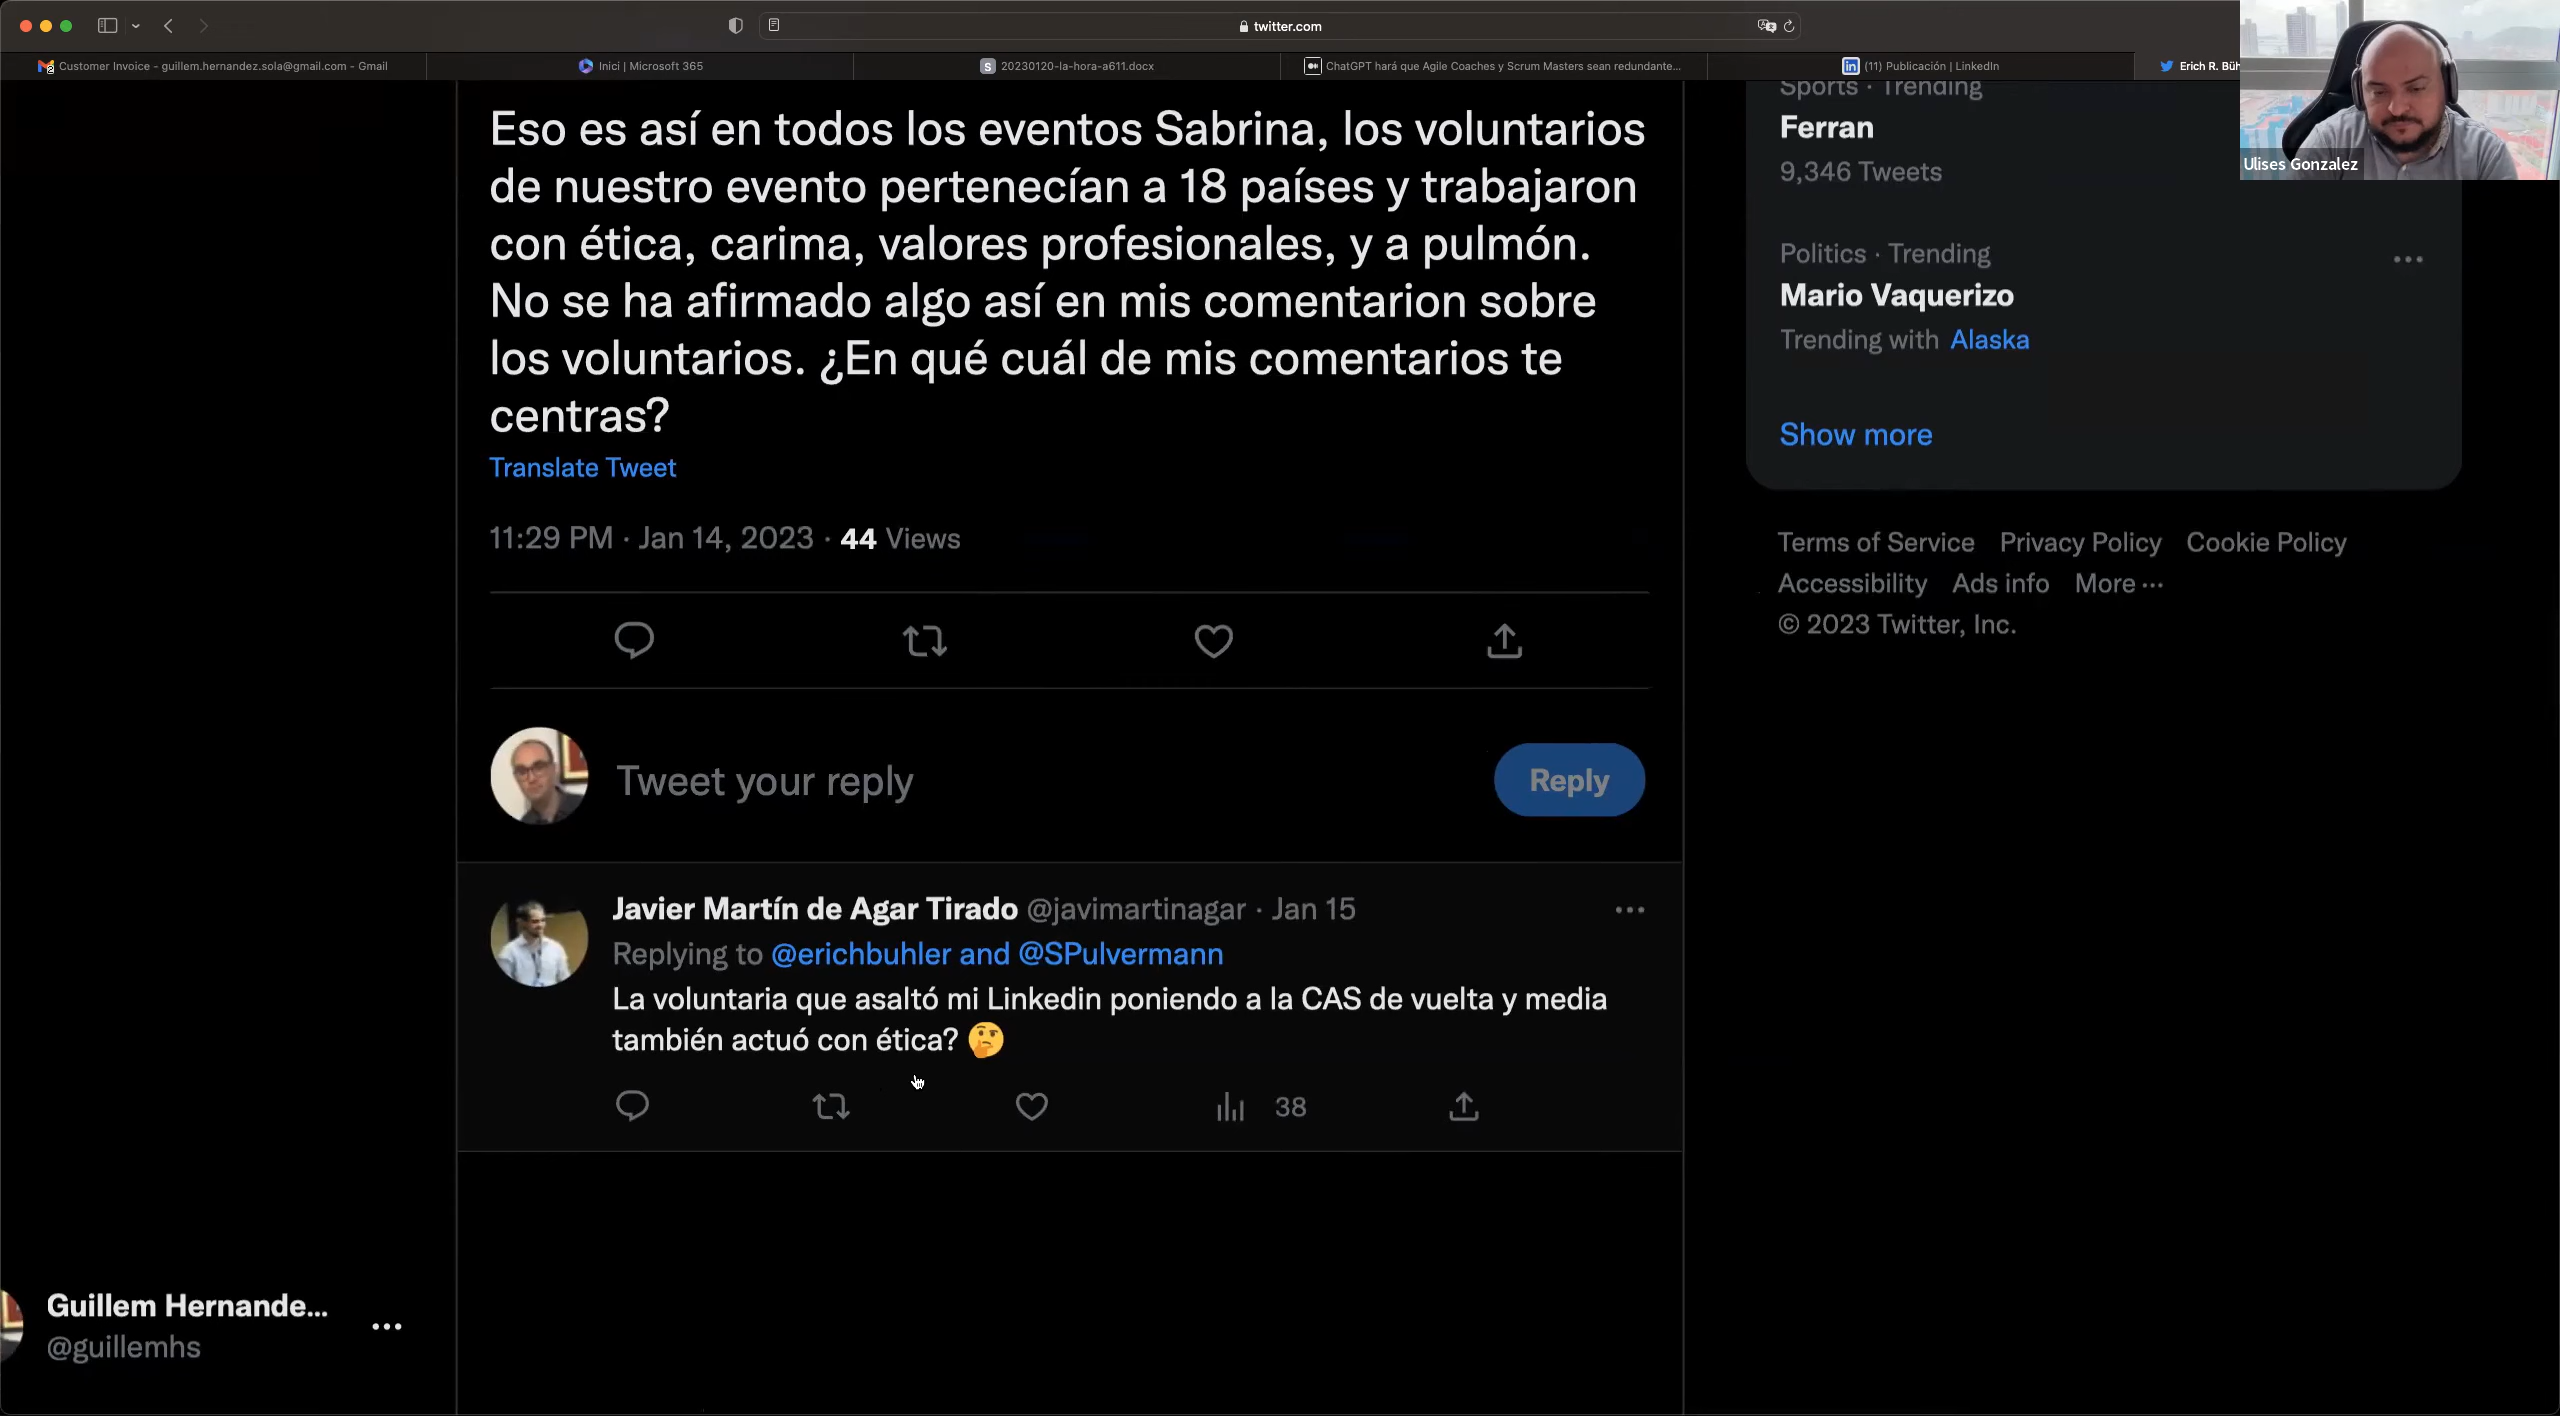 twitter.com
Customer Invoice - guillem.hernandez.sola@gmail.com - Gmail
Inici | Microsoft 365
20230120-la-hora-a611.docx
ChatGPT hará que Agile Coaches y Scrum Masters sean redundante...
(11) Publicación | LinkedIn
Erich R. Büh
Ulises Gonzalez
Eso es así en todos los eventos Sabrina, los voluntarios
de nuestro evento pertenecían a 18 países y trabajaron
con ética, carima, valores profesionales, y a pulmón.
No se ha afirmado algo así en mis comentarion sobre
los voluntarios. ¿En qué cuál de mis comentarios te
centras?
Translate Tweet
11:29 PM · Jan 14, 2023 · 44 Views
Tweet your reply
Reply
Javier Martín de Agar Tirado @javimartinagar · Jan 15
Replying to @erichbuhler and @SPulvermann
La voluntaria que asaltó mi Linkedin poniendo a la CAS de vuelta y media
también actuó con ética? 🤔
38
Sports · Trending
Ferran
9,346 Tweets
Politics · Trending
Mario Vaquerizo
Trending with Alaska
Show more
Terms of Service Privacy Policy Cookie Policy
Accessibility Ads info More ···
© 2023 Twitter, Inc.
Guillem Hernande...
@guillemhs